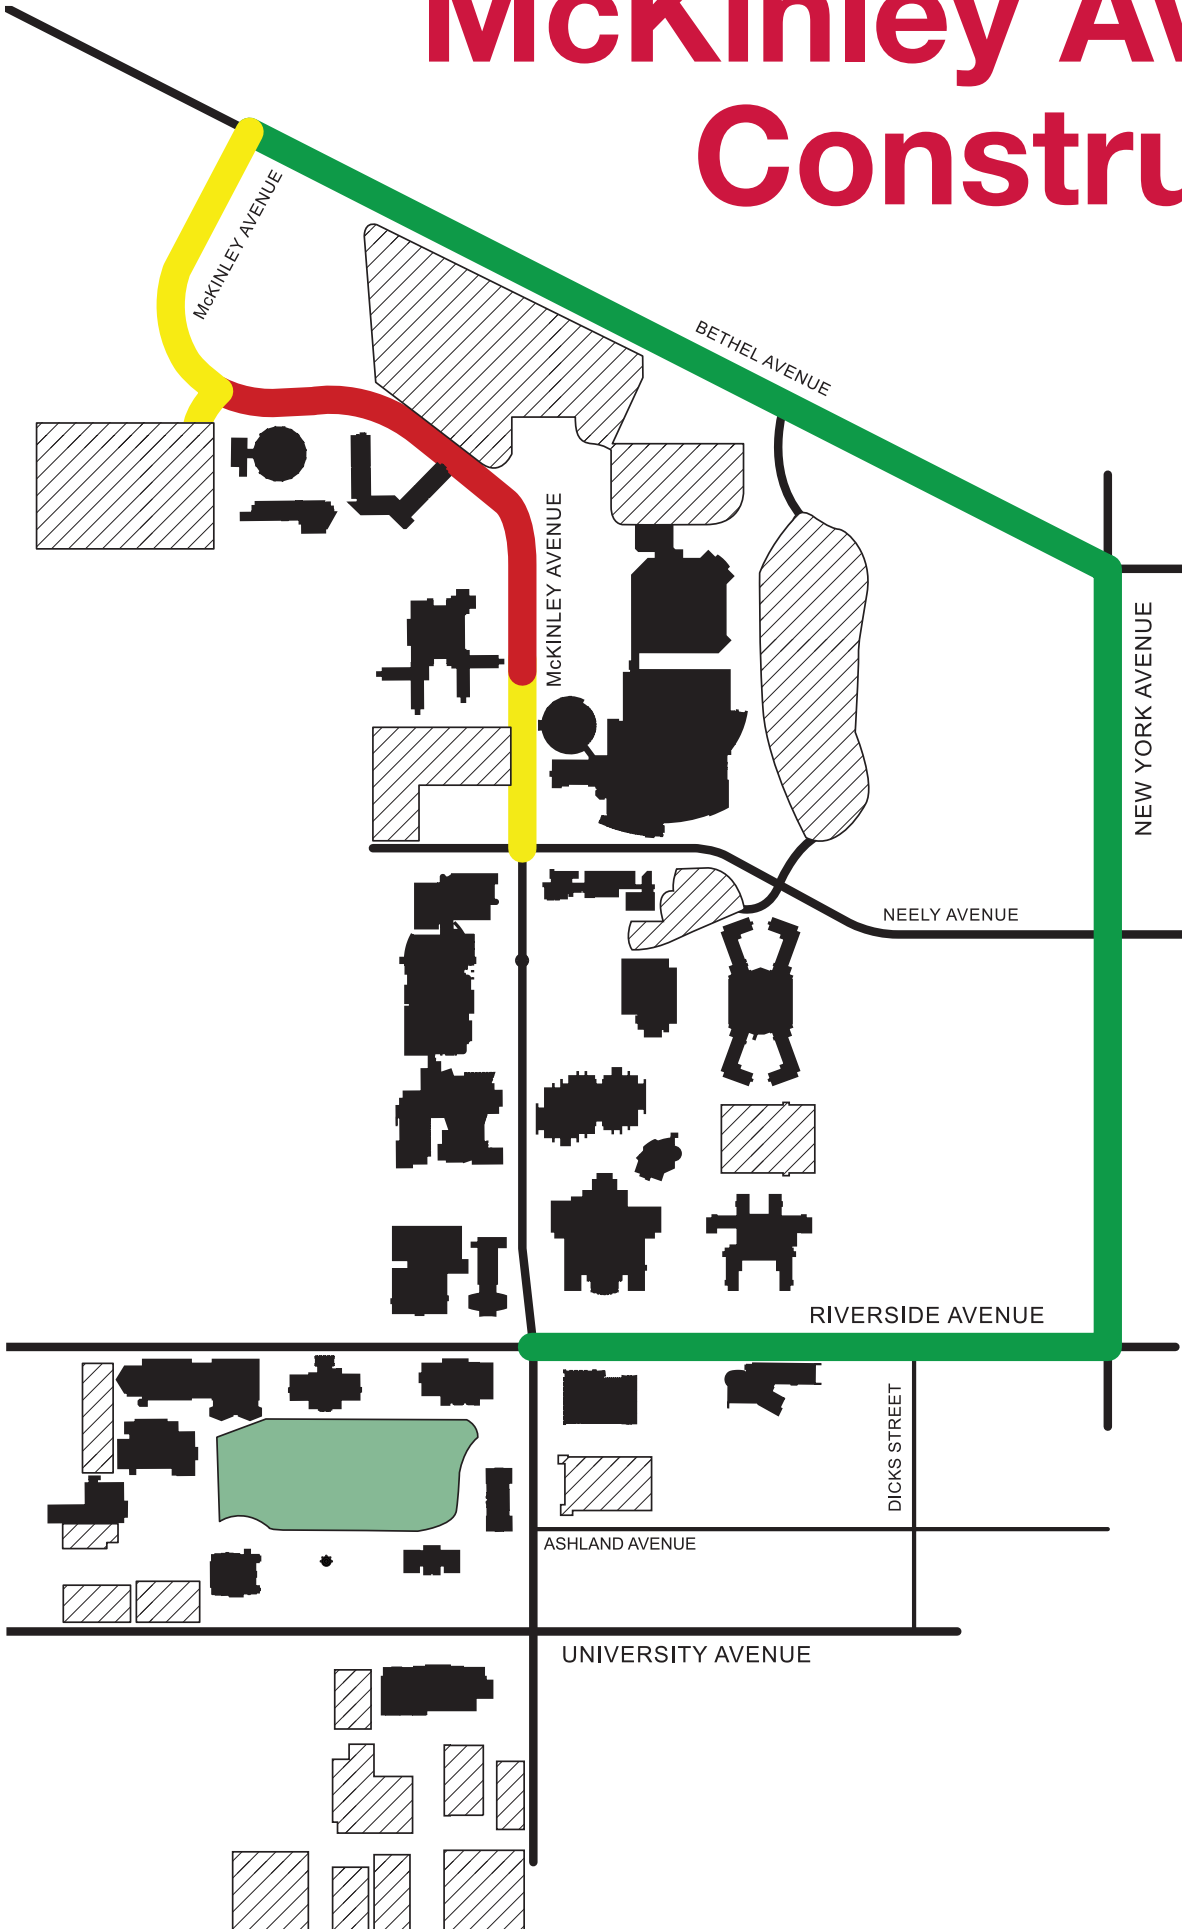 McKinley Av
Constru
McKINLEY AVENUE
BETHEL AVENUE
McKINLEY AVENUE
NEW YORK AVENUE
NEELY AVENUE
RIVERSIDE AVENUE
DICKS STREET
ASHLAND AVENUE
UNIVERSITY AVENUE